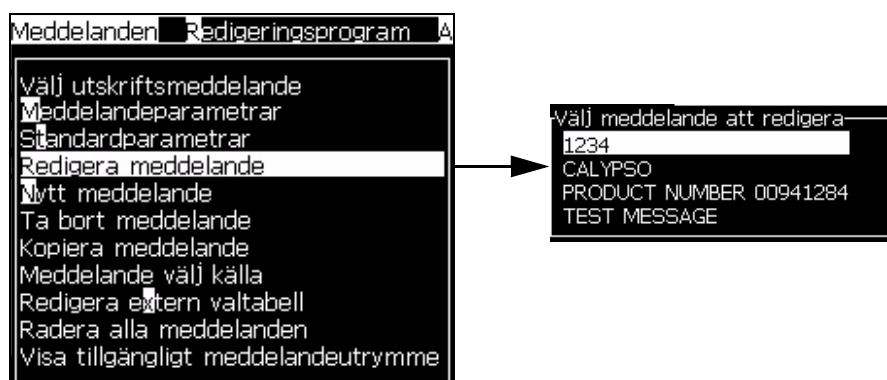 Meddelanden Redigeringsprogram A
Välj utskriftsmeddelande
Meddelandeparametrar
Standardparametrar
Redigera meddelande
Nytt meddelande
Ta bort meddelande
Kopiera meddelande
Meddelande välj källa
Redigera extern valtabell
Radera alla meddelanden
Visa tillgängligt meddelandeutrymme
Välj meddelande att redigera
1234
CALYPSO
PRODUCT NUMBER 00941284
TEST MESSAGE